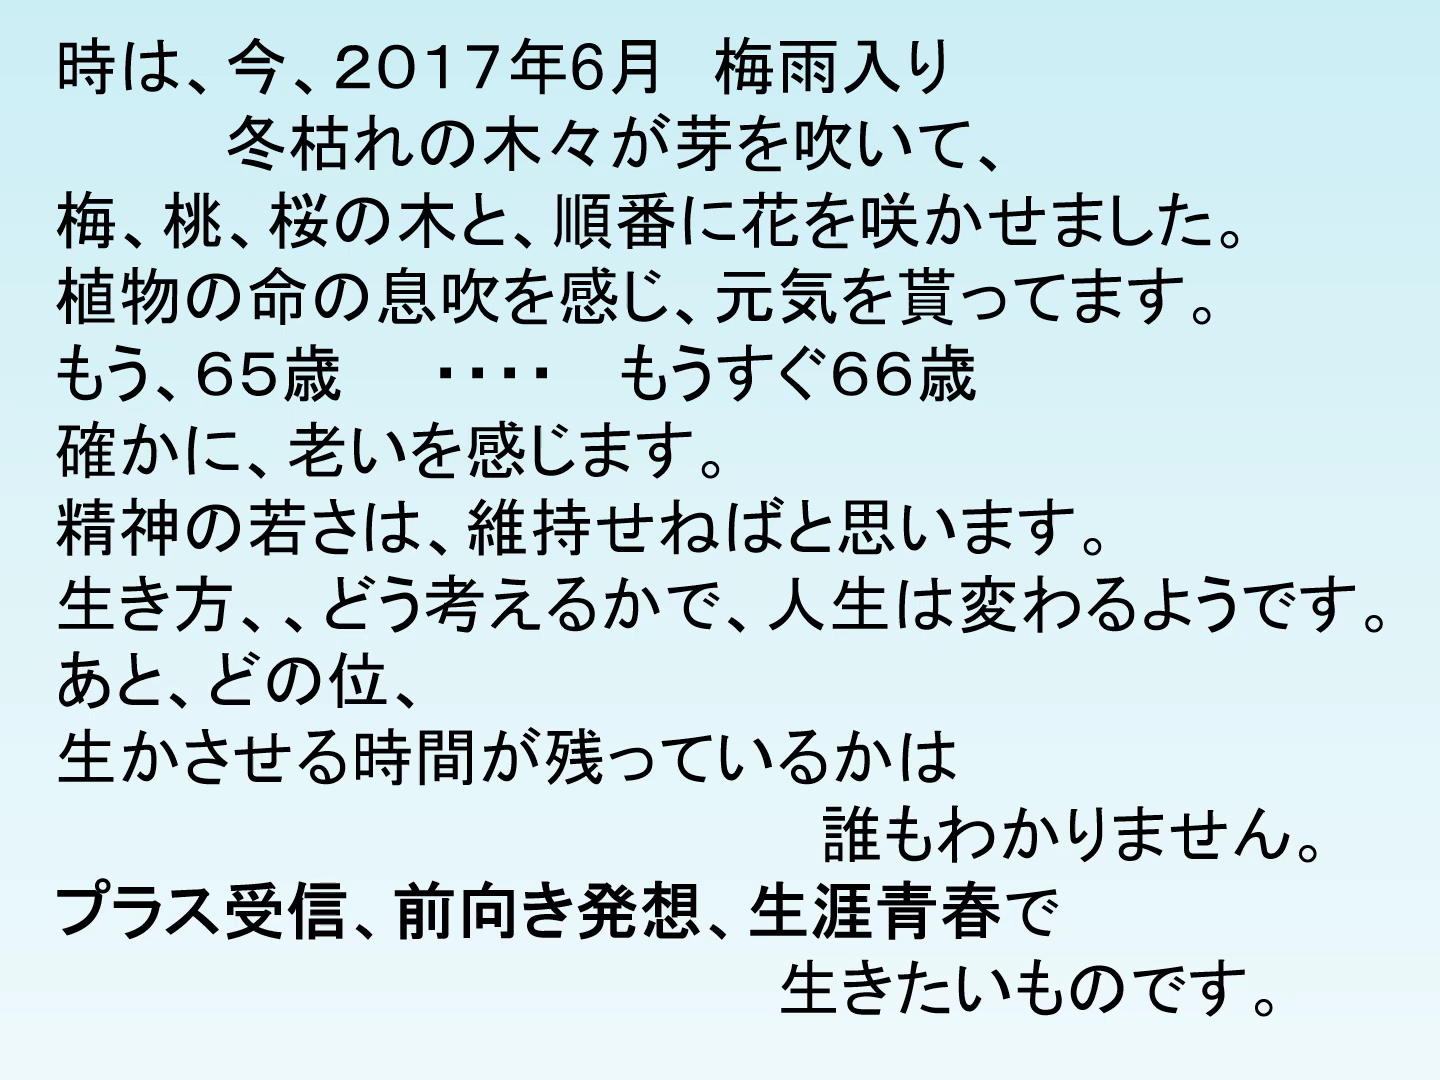 時は、今、２０１７年6月　梅雨入り
冬枯れの木々が芽を吹いて、
梅、桃、桜の木と、順番に花を咲かせました。
植物の命の息吹を感じ、元気を貰ってます。
もう、６５歳　・・・・　もうすぐ６６歳
確かに、老いを感じます。
精神の若さは、維持せねばと思います。
生き方、、どう考えるかで、人生は変わるようです。
あと、どの位、
生かさせる時間が残っているかは
誰もわかりません。
プラス受信、前向き発想、生涯青春で
生きたいものです。